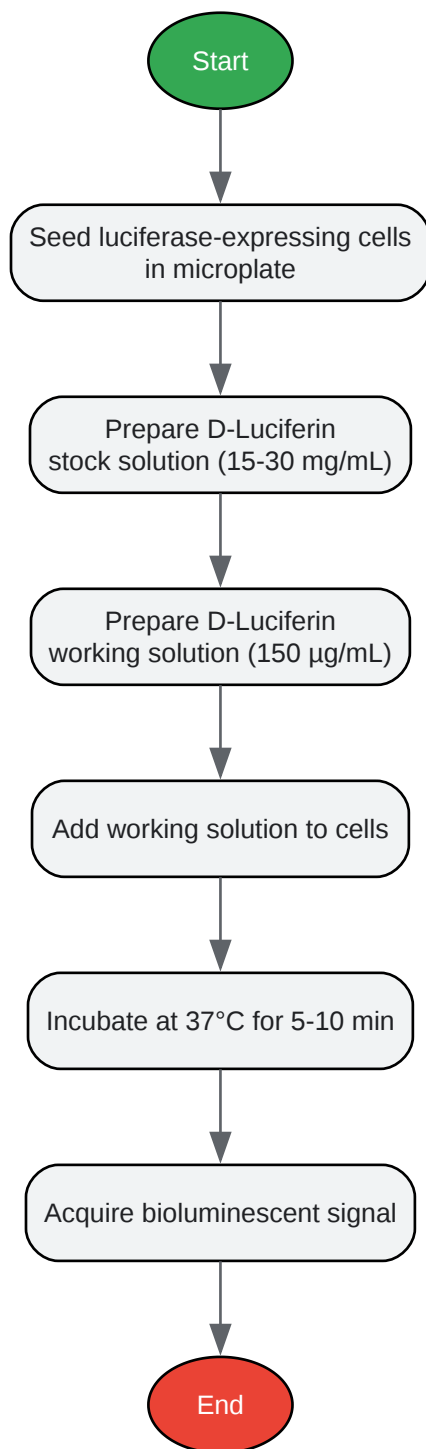 Start
Seed luciferase-expressing cells
in microplate
Prepare D-Luciferin
stock solution (15-30 mg/mL)
Prepare D-Luciferin
working solution (150 µg/mL)
Add working solution to cells
Incubate at 37°C for 5-10 min
Acquire bioluminescent signal
End